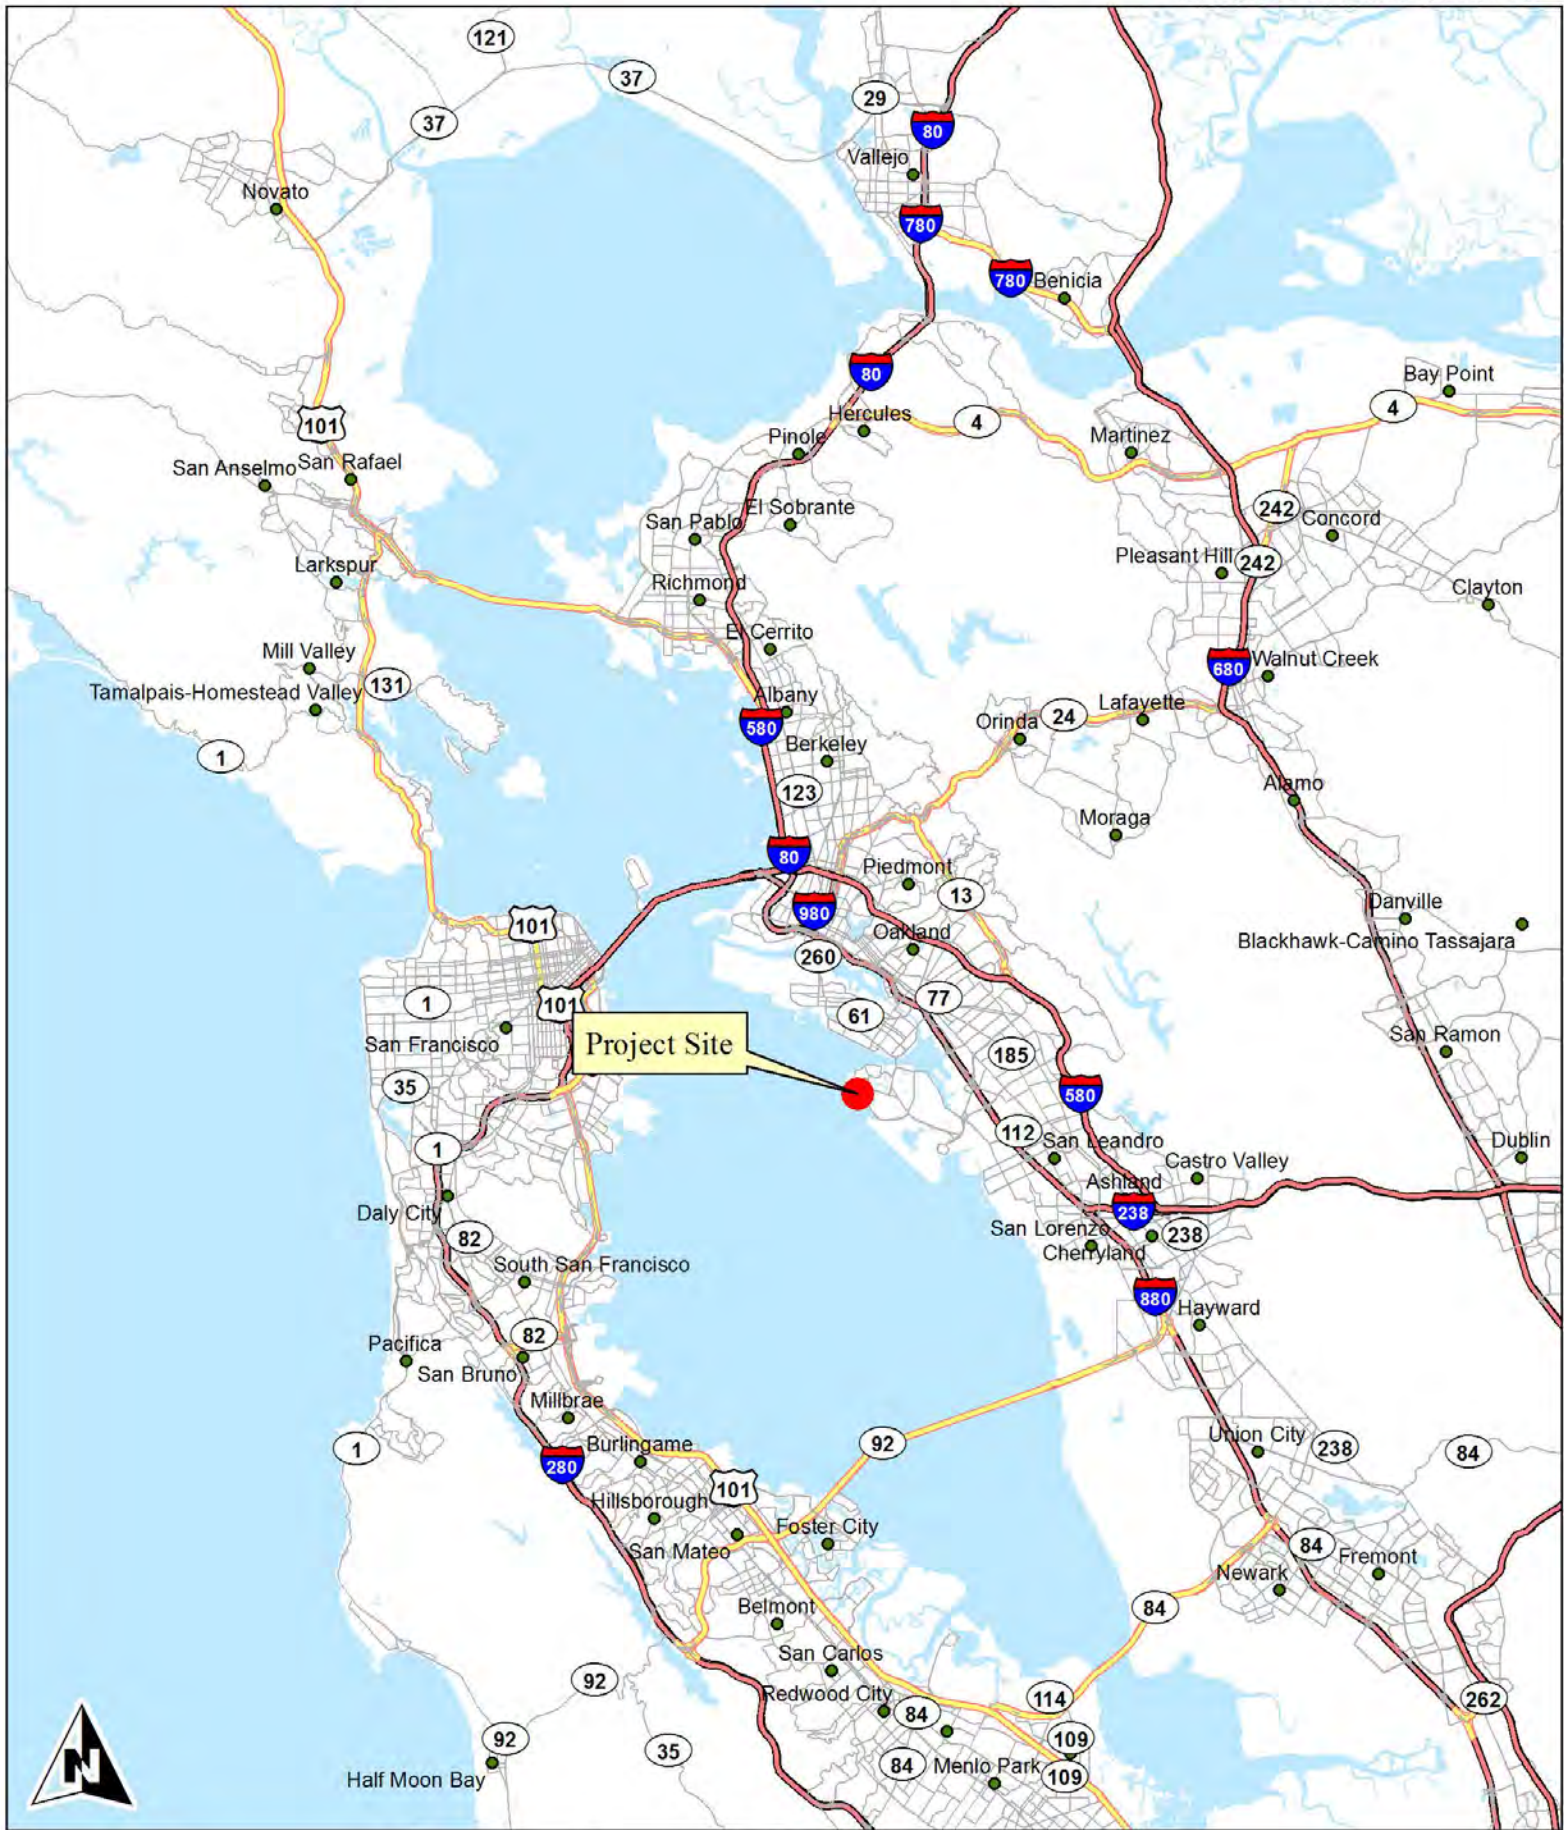 121
37
29
37
80
Vallejo
Novato
780
780
Benicia
80
Bay Point
4
Hercules
4
101
Martinez
Pinole
San Anselmo
San Rafael
El Sobrante
242
Concord
San Pablo
Pleasant Hill
242
Larkspur
Richmond
Clayton
El Cerrito
Mill Valley
680
Walnut Creek
131
Tamalpais-Homestead Valley
Albany
Lafayette
580
Orinda
24
1
Berkeley
123
Alamo
Moraga
80
Piedmont
13
Danville
980
101
Oakland
Blackhawk-Camino Tassajara
260
77
1
101
61
San Francisco
Project Site
San Ramon
185
35
580
112
San Leandro
Dublin
1
Castro Valley
Ashland
Daly City
238
82
San Lorenzo
238
Cherryland
South San Francisco
880
Hayward
82
Pacifica
San Bruno
Millbrae
1
92
Union City
238
84
Burlingame
280
101
Hillsborough
Foster City
San Mateo
84
Fremont
Newark
Belmont
84
San Carlos
92
Redwood City
114
262
84
N
92
35
109
84
Menlo Park
109
Half Moon Bay